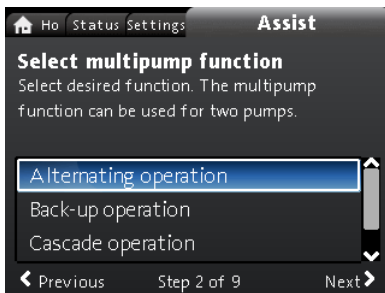 Ho Status Settings Assist
Select multipump function
Select desired function. The multipump
function can be used for two pumps.
Alternating operation
Back-up operation
Cascade operation
Previous Step 2 of 9 Next